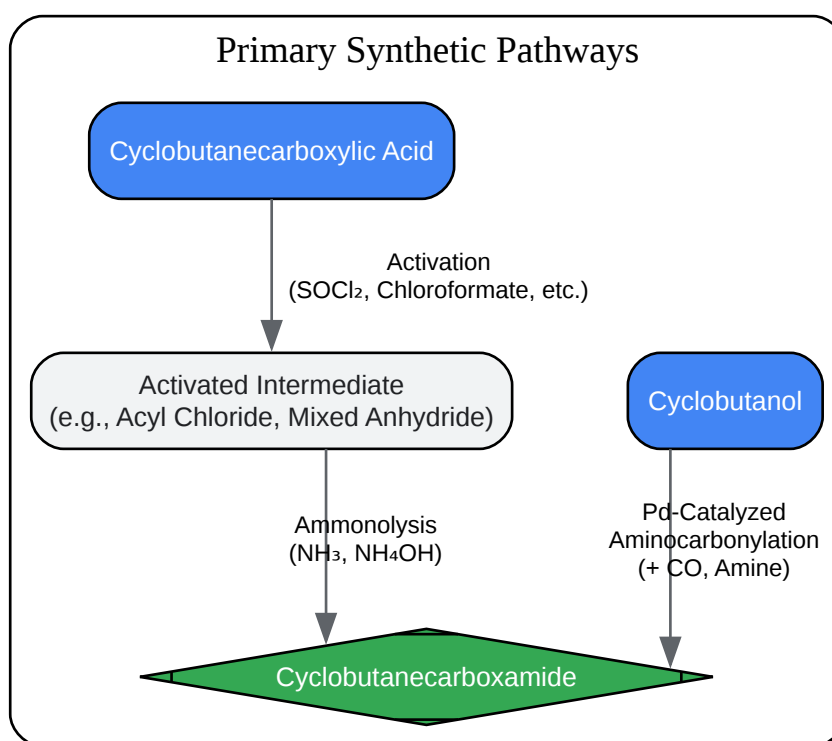 Primary Synthetic Pathways
Cyclobutanecarboxylic Acid
Activation
(SOCl₂, Chloroformate, etc.)
Activated Intermediate
(e.g., Acyl Chloride, Mixed Anhydride)
Cyclobutanol
Ammonolysis
(NH₃, NH₄OH)
Pd-Catalyzed
Aminocarbonylation
(+ CO, Amine)
Cyclobutanecarboxamide